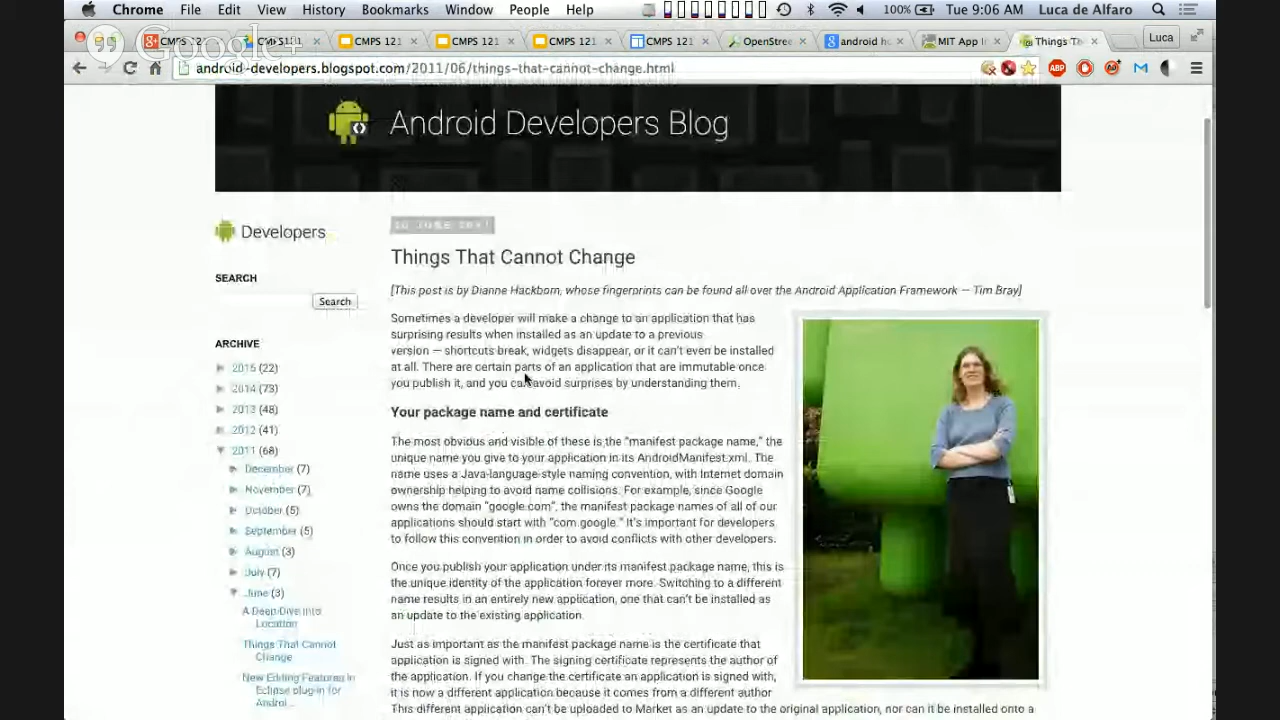 Chrome File Edit View History Bookmarks Window People Help 100% Tue 9:06 AM Luca de Alfaro
Google+
CMPS 121 CMPS 121 CMPS 121 CMPS 121 CMPS 121 OpenStree android ho MIT App I Things Th Luca
android-developers.blogspot.com/2011/06/things-that-cannot-change.html
Android Developers Blog
Developers
SEARCH
Search
ARCHIVE
2015 (22)
2014 (73)
2013 (48)
2012 (41)
2011 (68)
December (7)
November (7)
October (5)
September (5)
August (3)
July (7)
June (3)
A Deep Dive Into
Location
Things That Cannot
Change
New Editing Features in
Eclipse plug-in for
Androi...
Things That Cannot Change
[This post is by Dianne Hackborn, whose fingerprints can be found all over the Android Application Framework — Tim Bray]
Sometimes a developer will make a change to an application that has
surprising results when installed as an update to a previous
version — shortcuts break, widgets disappear, or it can't even be installed
at all. There are certain parts of an application that are immutable once
you publish it, and you can avoid surprises by understanding them.
Your package name and certificate
The most obvious and visible of these is the "manifest package name," the
unique name you give to your application in its AndroidManifest.xml. The
name uses a Java-language-style naming convention, with Internet domain
ownership helping to avoid name collisions. For example, since Google
owns the domain "google.com", the manifest package names of all of our
applications should start with "com.google." It's important for developers
to follow this convention in order to avoid conflicts with other developers.
Once you publish your application under its manifest package name, this is
the unique identity of the application forever more. Switching to a different
name results in an entirely new application, one that can't be installed as
an update to the existing application.
Just as important as the manifest package name is the certificate that
application is signed with. The signing certificate represents the author of
the application. If you change the certificate an application is signed with,
it is now a different application because it comes from a different author
This different application can't be uploaded to Market as an update to the original application, nor can it be installed onto a